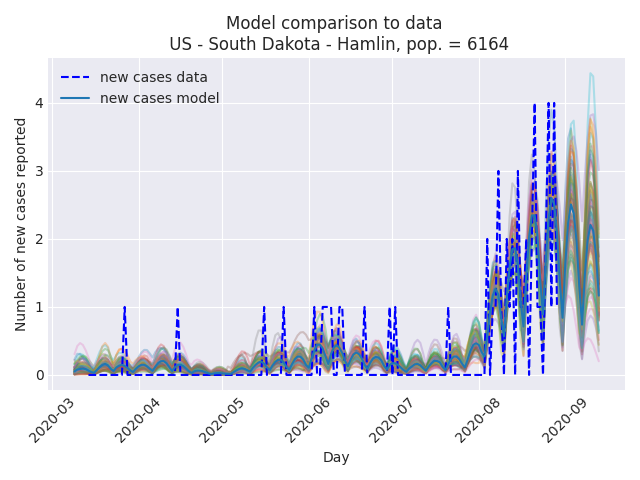 Model comparison to data
US - South Dakota - Hamlin, pop. = 6164
new cases data
new cases model
Number of new cases reported
4
3
2
1
0
2020-03
2020-04
2020-05
2020-06
2020-07
2020-08
2020-09
Day